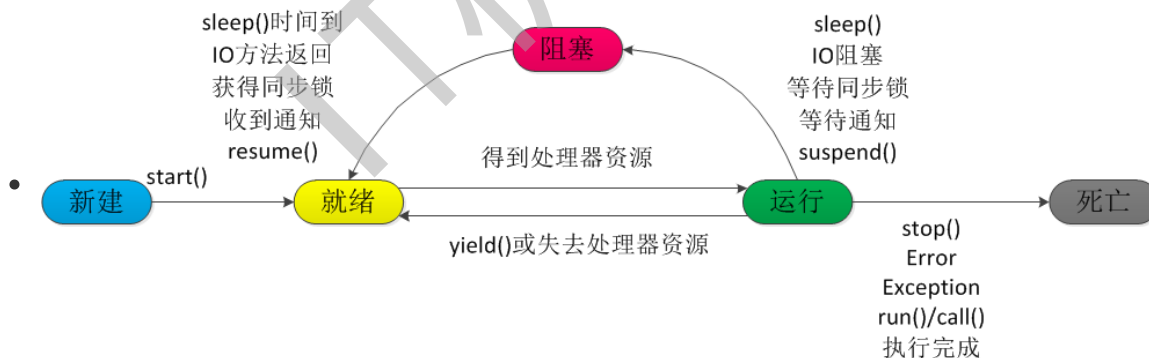 sleep()时间到
IO方法返回
获得同步锁
收到通知
resume()
阻塞
sleep()
IO阻塞
等待同步锁
等待通知
suspend()
新建
start()
就绪
得到处理器资源
yield()或失去处理器资源
运行
死亡
stop()
Error
Exception
run()/call()
执行完成